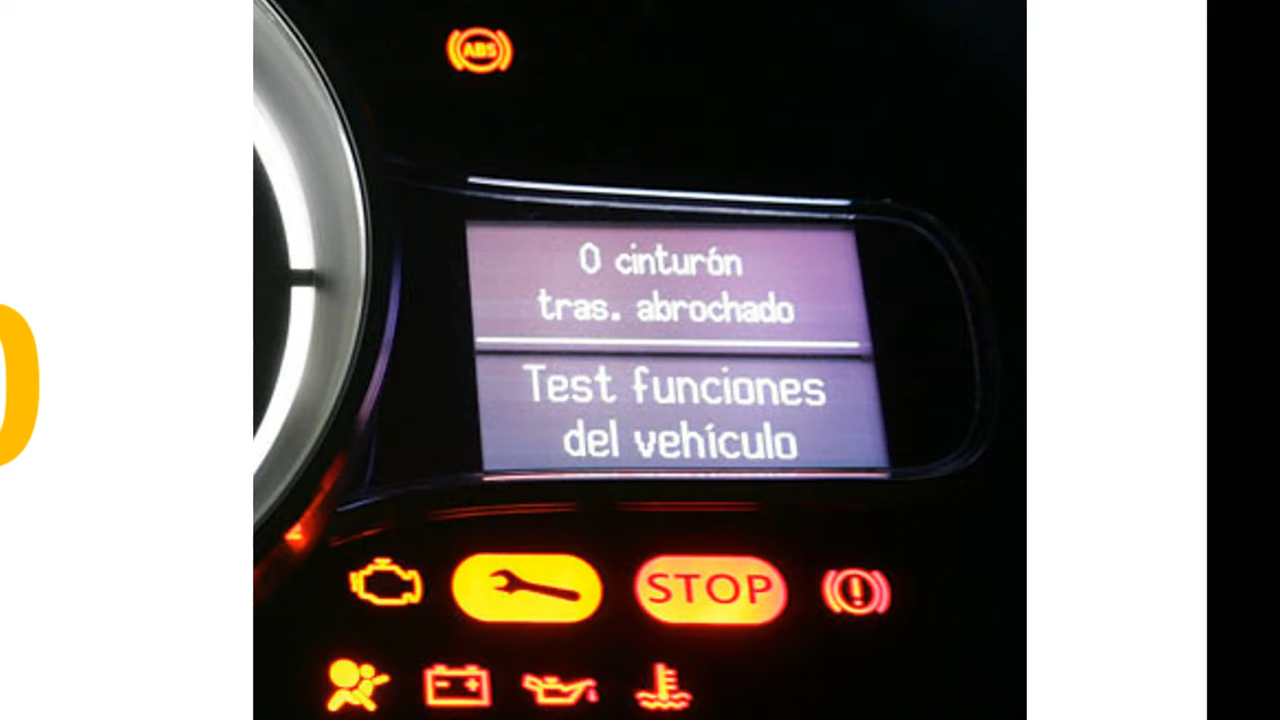 ABS
0 cinturón
tras. abrochado
Test funciones
del vehículo
STOP